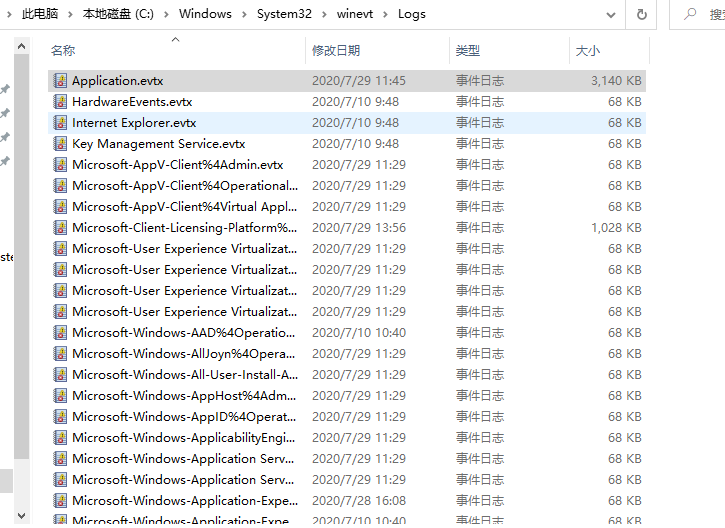 此电脑 本地磁盘 (C:) Windows System32 winevt Logs
名称 修改日期 类型 大小
Application.evtx 2020/7/29 11:45 事件日志 3,140 KB
HardwareEvents.evtx 2020/7/10 9:48 事件日志 68 KB
Internet Explorer.evtx 2020/7/10 9:48 事件日志 68 KB
Key Management Service.evtx 2020/7/10 9:48 事件日志 68 KB
Microsoft-AppV-Client%4Admin.evtx 2020/7/29 11:29 事件日志 68 KB
Microsoft-AppV-Client%4Operational... 2020/7/29 11:29 事件日志 68 KB
Microsoft-AppV-Client%4Virtual Appl... 2020/7/29 11:29 事件日志 68 KB
Microsoft-Client-Licensing-Platform%... 2020/7/29 13:56 事件日志 1,028 KB
Microsoft-User Experience Virtualizat... 2020/7/29 11:29 事件日志 68 KB
Microsoft-User Experience Virtualizat... 2020/7/29 11:29 事件日志 68 KB
Microsoft-User Experience Virtualizat... 2020/7/29 11:29 事件日志 68 KB
Microsoft-User Experience Virtualizat... 2020/7/29 11:29 事件日志 68 KB
Microsoft-Windows-AAD%4Operatio... 2020/7/10 10:40 事件日志 68 KB
Microsoft-Windows-AllJoyn%4Opera... 2020/7/29 11:29 事件日志 68 KB
Microsoft-Windows-All-User-Install-A... 2020/7/29 11:29 事件日志 68 KB
Microsoft-Windows-AppHost%4Adm... 2020/7/29 11:29 事件日志 68 KB
Microsoft-Windows-AppID%4Operat... 2020/7/29 11:29 事件日志 68 KB
Microsoft-Windows-ApplicabilityEngi... 2020/7/29 11:29 事件日志 68 KB
Microsoft-Windows-Application Serv... 2020/7/29 11:29 事件日志 68 KB
Microsoft-Windows-Application Serv... 2020/7/29 11:29 事件日志 68 KB
Microsoft-Windows-Application-Expe... 2020/7/28 16:08 事件日志 68 KB
Microsoft-Windows-Application-Expe... 2020/7/10 10:40 事件日志 68 KB